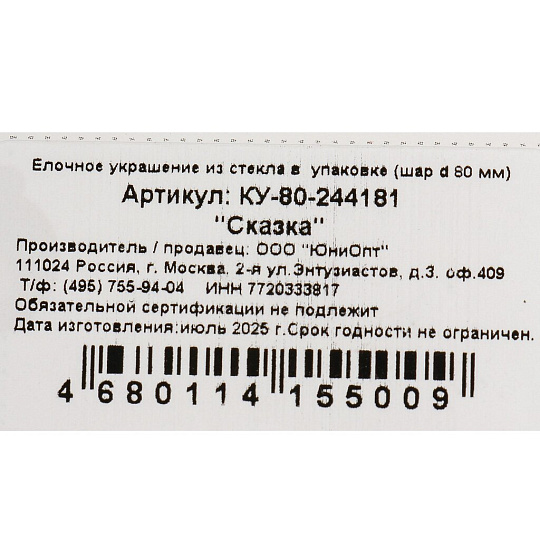 Елочное украшение из стекла в упаковке (шар d 80 мм)
Артикул: КУ-80-244181
"Сказка"
Производитель / продавец: ООО "ЮниОпт"
111024 Россия, г. Москва, 2-я ул.Энтузиастов, д.3. оф.409
Т/ф: (495) 755-94-04 ИНН 7720333817
Обязательной сертификации не подлежит
Дата изготовления:июль 2025 г.Срок годности не ограничен.
4 680114 155009